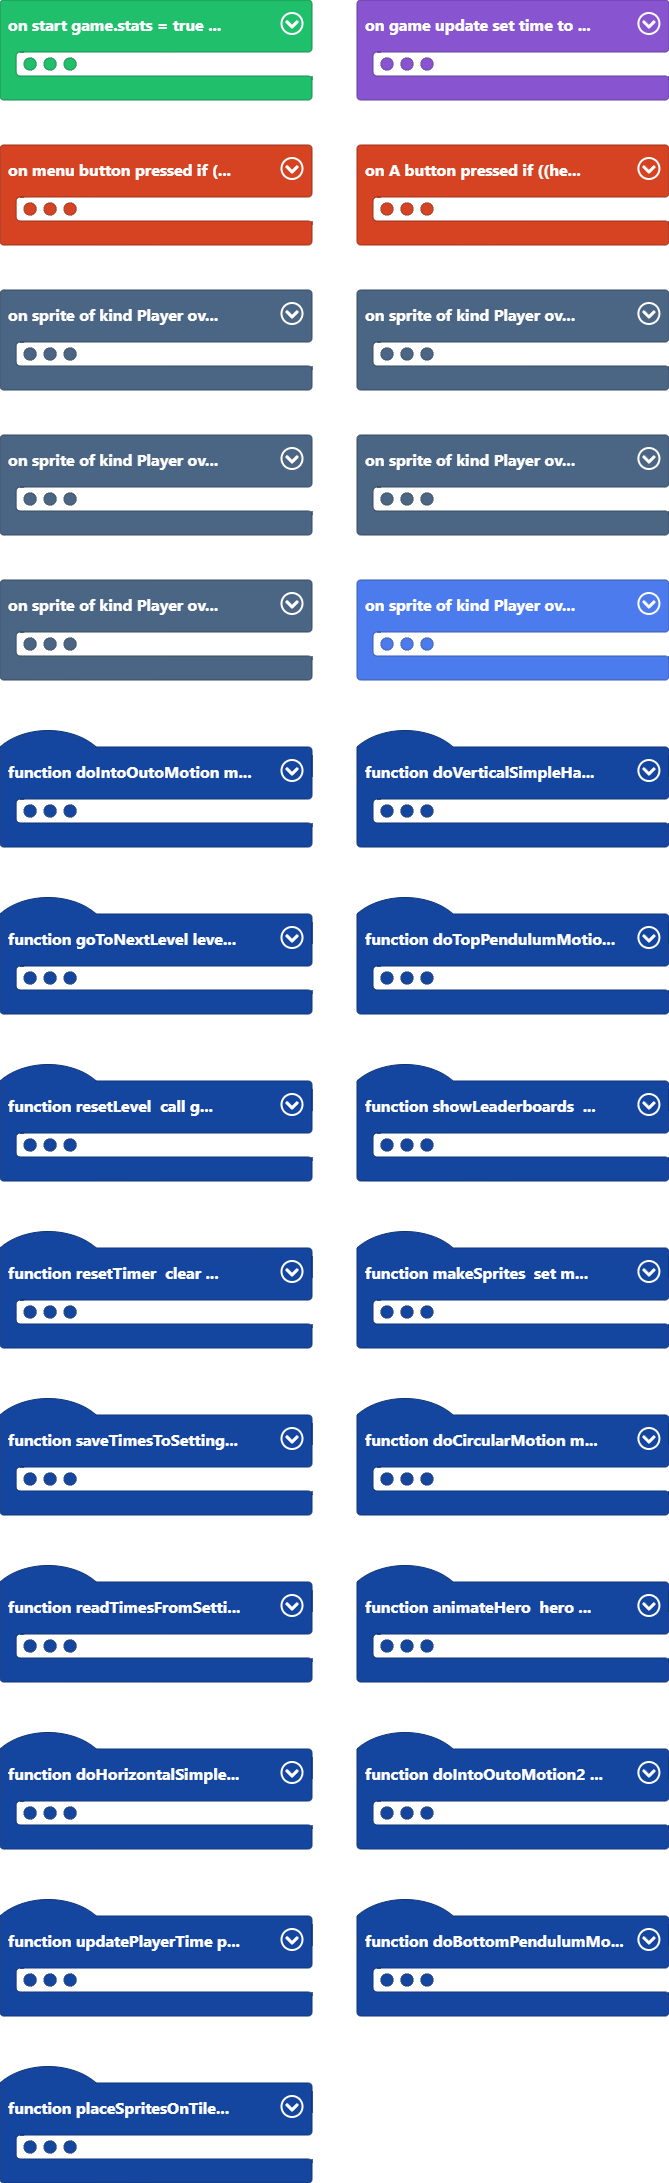 on start game.stats = true ...
on game update set time to ...
on menu button pressed if (...
on A button pressed if ((he...
on sprite of kind Player ov...
on sprite of kind Player ov...
on sprite of kind Player ov...
on sprite of kind Player ov...
on sprite of kind Player ov...
on sprite of kind Player ov...
function doIntoOutoMotion m...
function doVerticalSimpleHa...
function goToNextLevel leve...
function doTopPendulumMotio...
function resetLevel  call g...
function showLeaderboards  ...
function resetTimer  clear ...
function makeSprites  set m...
function saveTimesToSetting...
function doCircularMotion m...
function readTimesFromSetti...
function animateHero  hero ...
function doHorizontalSimple...
function doIntoOutoMotion2 ...
function updatePlayerTime p...
function doBottomPendulumMo...
function placeSpritesOnTile...